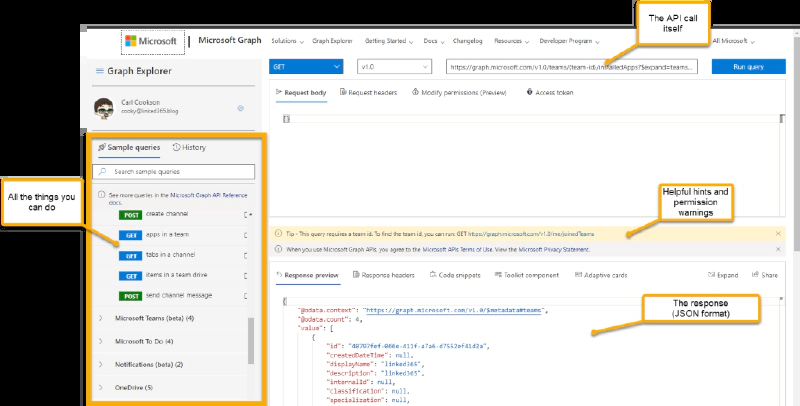 The API call
itself
Microsoft
Microsoft Graph
Solutions
Graph Explorer
Getting Started
Docs
Changelog
Resources
Developer Program
All Microsoft
Graph Explorer
GET
v1.0
https://graph.microsoft.com/v1.0/teams/{team-id}/installedApps?$expand=teams...
Run query
Carl Cookson
cooky@linked365.blog
Request body
Request headers
Modify permissions (Preview)
Access token
{}
Sample queries
History
Search sample queries
All the things you
can do
See more queries in the Microsoft Graph API Reference
docs.
POST create channel
GET apps in a team
GET tabs in a channel
GET items in a team drive
POST send channel message
Microsoft Teams (beta) (4)
Microsoft To Do (4)
Notifications (beta) (2)
OneDrive (5)
Helpful hints and
permission
warnings
Tip - This query requires a team id. To find the team id, you can run: GET https://graph.microsoft.com/v1.0/me/joinedTeams
When you use Microsoft Graph APIs, you agree to the Microsoft APIs Terms of Use. View the Microsoft Privacy Statement.
Response preview
Response headers
Code snippets
Toolkit component
Adaptive cards
Expand
Share
The response
(JSON format)
{
"@odata.context": "https://graph.microsoft.com/v1.0/$metadata#teams",
"@odata.count": 4,
"value": [
{
"id":
"createdDateTime": null,
"displayName": "linked365",
"description": "linked365",
"internalId": null,
"classification": null,
"specialization": null,